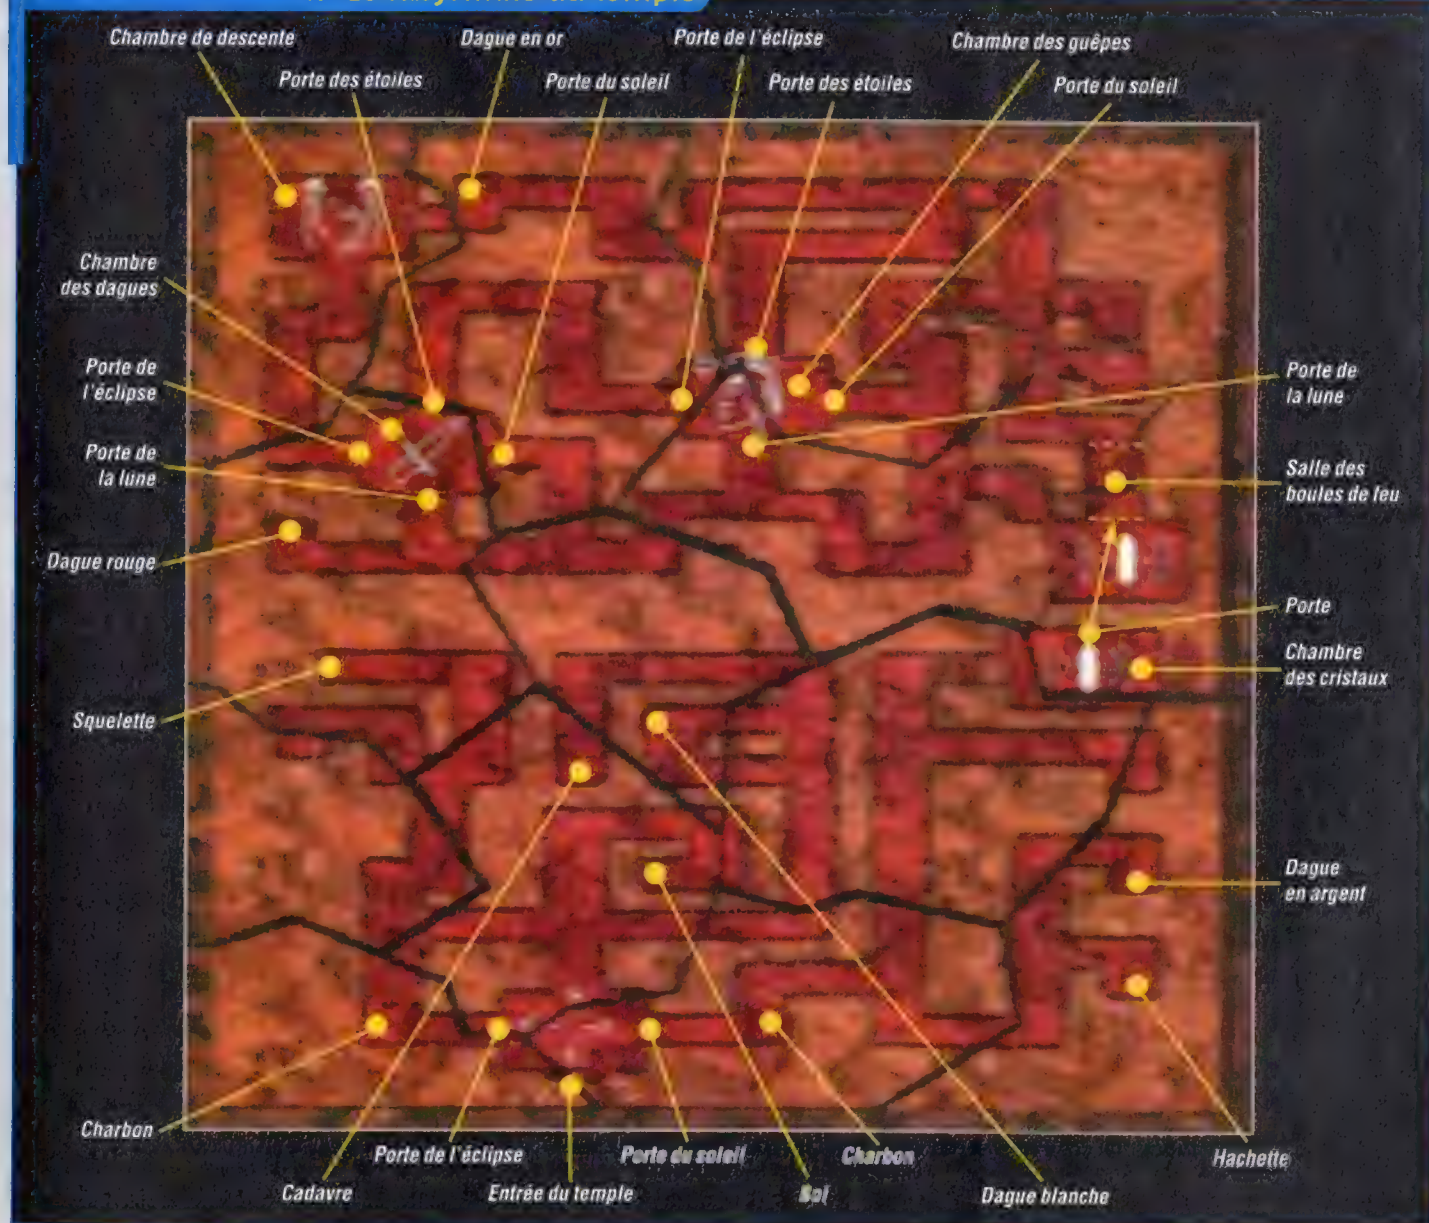 Chambre de descente
Dague en or
Porte de l'éclipse
Chambre des guêpes
Porte des étoiles
Porte du soleil
Porte des étoiles
Porte du soleil
Chambre
des dagues
Porte de
l'éclipse
Porte de
la lune
Dague rouge
Squelette
Porte de
la lune
Salle des
boules de feu
Porte
Chambre
des cristaux
Dague
en argent
Charbon
Porte de l'éclipse
Porte du soleil
Charbon
Hachette
Cadavre
Entrée du temple
Bol
Dague blanche